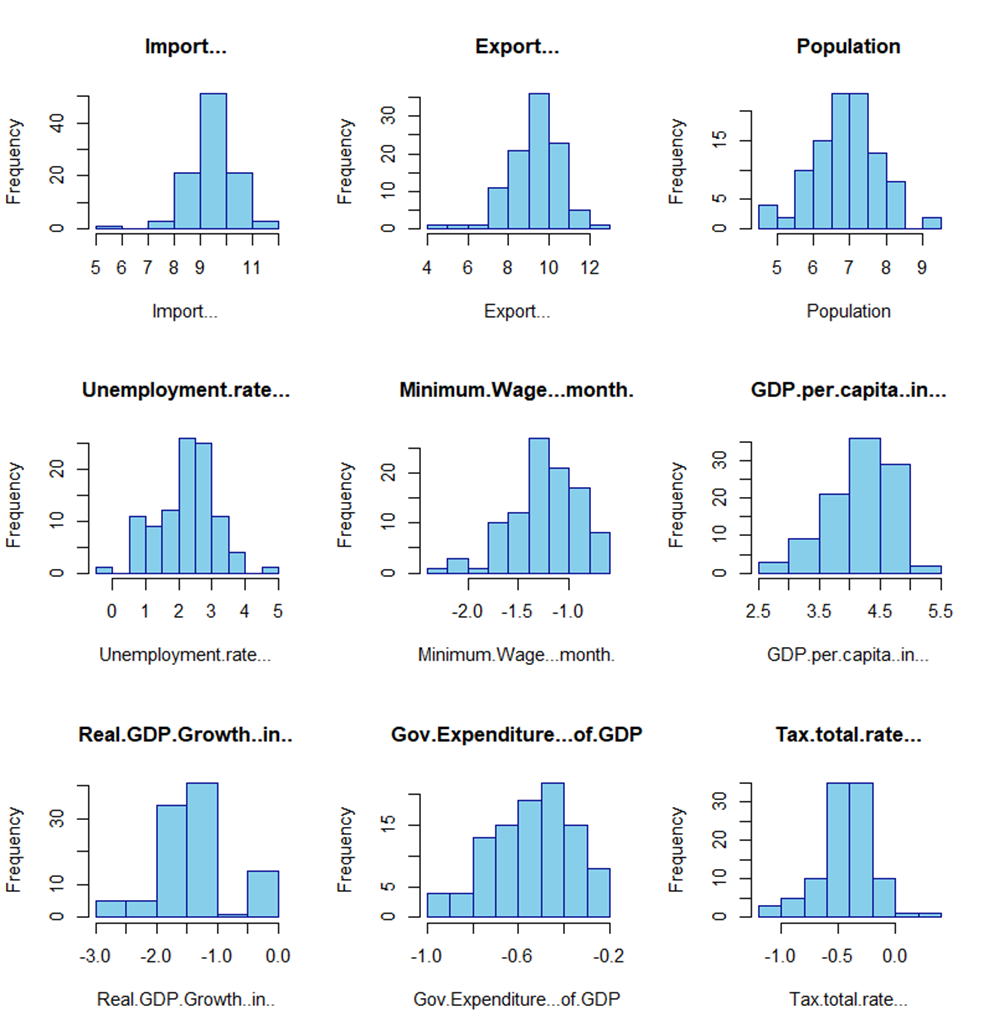 Import... Export... Population
Frequency 0 20 40
5 6 7 8 9 11
Import...
Frequency 0 10 20 30
4 6 8 10 12
Export...
Frequency 0 5 15
5 6 7 8 9
Population
Unemployment.rate... Minimum.Wage...month. GDP.per.capita..in...
Frequency 0 10 20
0 1 2 3 4 5
Unemployment.rate...
Frequency 0 10 20
-2.0 -1.5 -1.0
Minimum.Wage...month.
Frequency 0 10 20 30
2.5 3.5 4.5 5.5
GDP.per.capita..in...
Real.GDP.Growth..in.. Gov.Expenditure...of.GDP Tax.total.rate...
Frequency 0 10 30
-3.0 -2.0 -1.0 0.0
Real.GDP.Growth..in..
Frequency 0 5 15
-1.0 -0.6 -0.2
Gov.Expenditure...of.GDP
Frequency 0 10 20 30
-1.0 -0.5 0.0
Tax.total.rate...